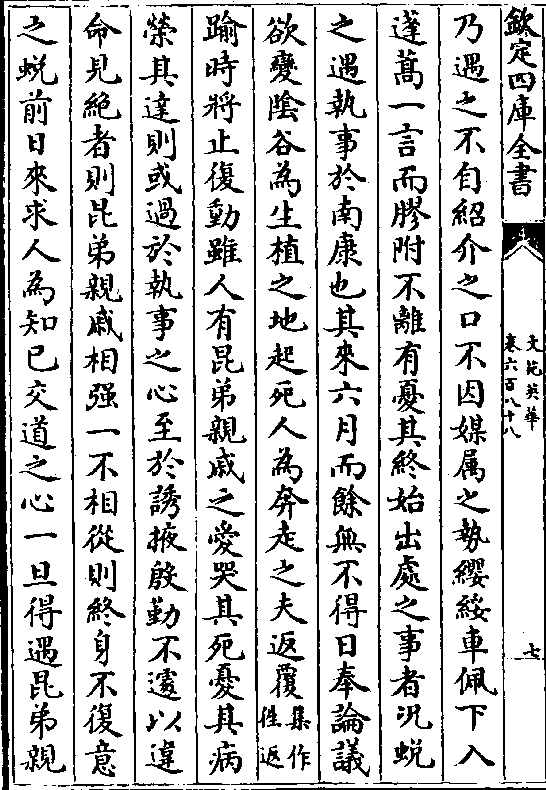 欽定四庫全書
文苑英華
卷六百八十八
七
乃遇之不自紹介之口不因媒属之勢纓綏車佩下入
蓬蒿一言而膠附不離有憂其終始出處之事者况蜕
之遇執事於南康也其來六月而餘無不得日奉論議
欲變陰谷為生植之地起死人為奔走之夫返覆集作徃返
踰時將止復動雖人有昆弟親戚之愛哭其死憂其病
榮其達則或過於執事之心至於誘掖殷勤不遽以違
命見絶者則昆弟親戚相强一不相從則終身不復意
之蜕前日來求人為知已交道之心一旦得遇昆弟親